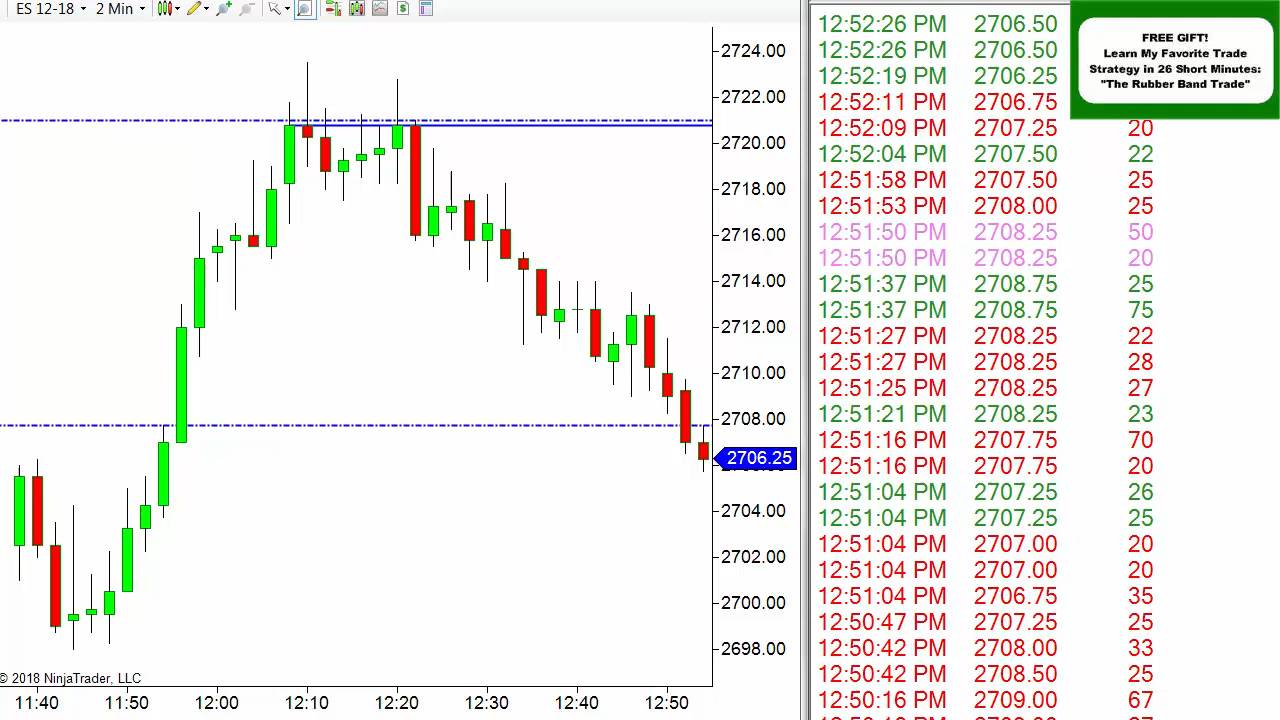 ES 12-18 2 Min
2724.00
2722.00
2720.00
2718.00
2716.00
2714.00
2712.00
2710.00
2708.00
2706.25
2704.00
2702.00
2700.00
2698.00
© 2018 NinjaTrader, LLC
11:40 11:50 12:00 12:10 12:20 12:30 12:40 12:50
12:52:26 PM 2706.50
12:52:26 PM 2706.50
12:52:19 PM 2706.25
12:52:11 PM 2706.75
12:52:09 PM 2707.25 20
12:52:04 PM 2707.50 22
12:51:58 PM 2707.50 25
12:51:53 PM 2708.00 25
12:51:50 PM 2708.25 50
12:51:50 PM 2708.25 20
12:51:37 PM 2708.75 25
12:51:37 PM 2708.75 75
12:51:27 PM 2708.25 22
12:51:27 PM 2708.25 28
12:51:25 PM 2708.25 27
12:51:21 PM 2708.25 23
12:51:16 PM 2707.75 70
12:51:16 PM 2707.75 20
12:51:04 PM 2707.25 26
12:51:04 PM 2707.25 25
12:51:04 PM 2707.00 20
12:51:04 PM 2707.00 20
12:51:04 PM 2706.75 35
12:50:47 PM 2707.25 25
12:50:42 PM 2708.00 33
12:50:42 PM 2708.50 25
12:50:16 PM 2709.00 67
FREE GIFT!
Learn My Favorite Trade
Strategy in 26 Short Minutes:
"The Rubber Band Trade"